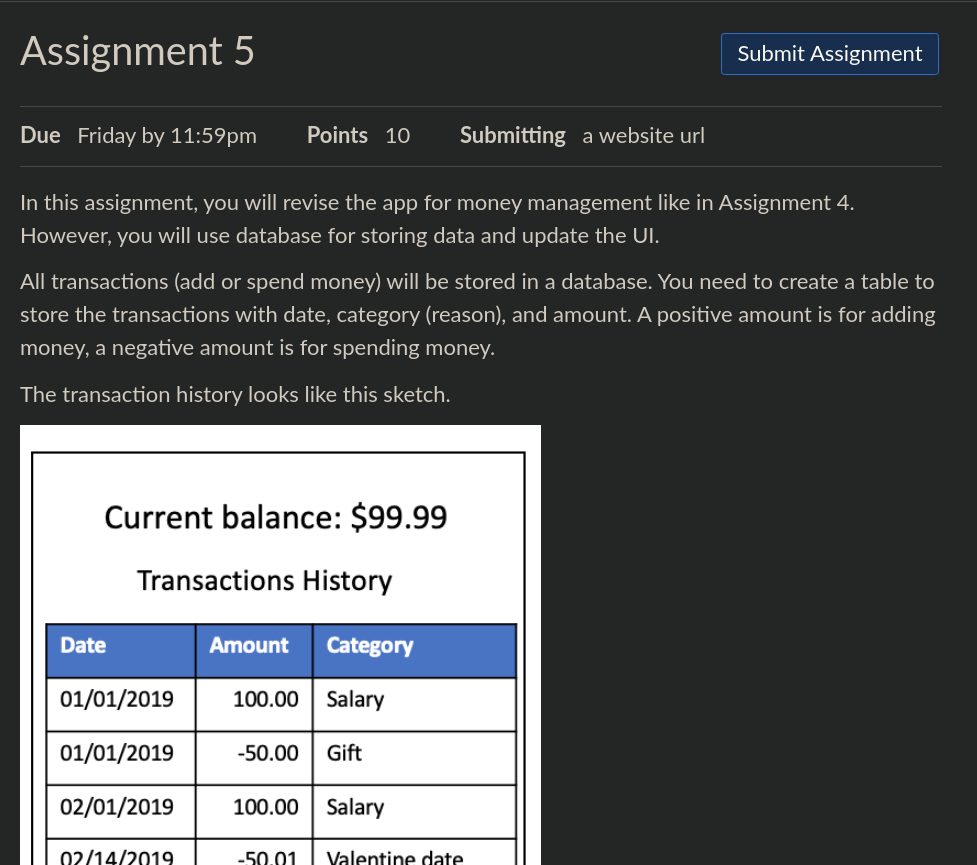 Assignment 5
Submit Assignment
Due Friday by 11:59pm Points 10 Submitting a website url
In this assignment, you will revise the app for money management like in Assignment 4.
However, you will use database for storing data and update the UI.
All transactions (add or spend money) will be stored in a database. You need to create a table to
store the transactions with date, category (reason), and amount. A positive amount is for adding
money, a negative amount is for spending money.
The transaction history looks like this sketch.
Current balance: $99.99
Transactions History
Date Amount Category
01/01/2019 100.00 Salary
01/01/2019 -50.00 Gift
02/01/2019 100.00 Salary
02/14/2019 -50.01 Valentine date